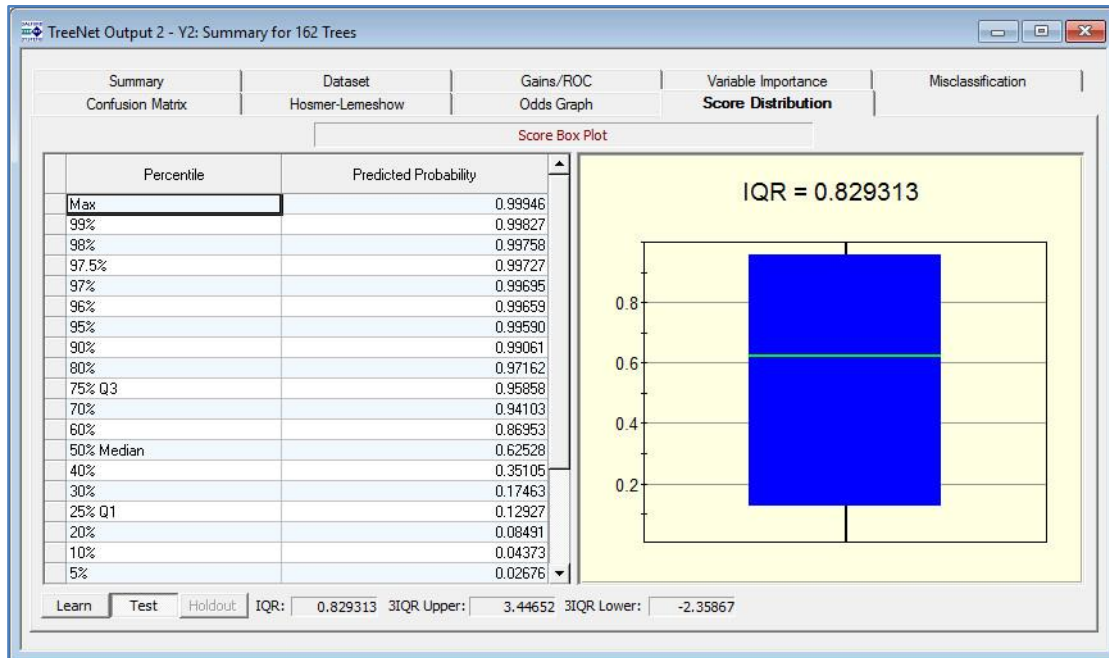 TreeNet Output 2 - Y2: Summary for 162 Trees
Summary Dataset Gains/ROC Variable Importance Misclassification
Confusion Matrix Hosmer-Lemeshow Odds Graph Score Distribution
Score Box Plot
Percentile Predicted Probability
Max 0.99946
99% 0.99827
98% 0.99758
97.5% 0.99727
97% 0.99695
96% 0.99659
95% 0.99590
90% 0.99061
80% 0.97162
75% Q3 0.95858
70% 0.94103
60% 0.86953
50% Median 0.62528
40% 0.35105
30% 0.17463
25% Q1 0.12927
20% 0.08491
10% 0.04373
5% 0.02676
IQR = 0.829313
0.8
0.6
0.4
0.2
Learn Test Holdout IQR: 0.829313 3IQR Upper: 3.44652 3IQR Lower: -2.35867